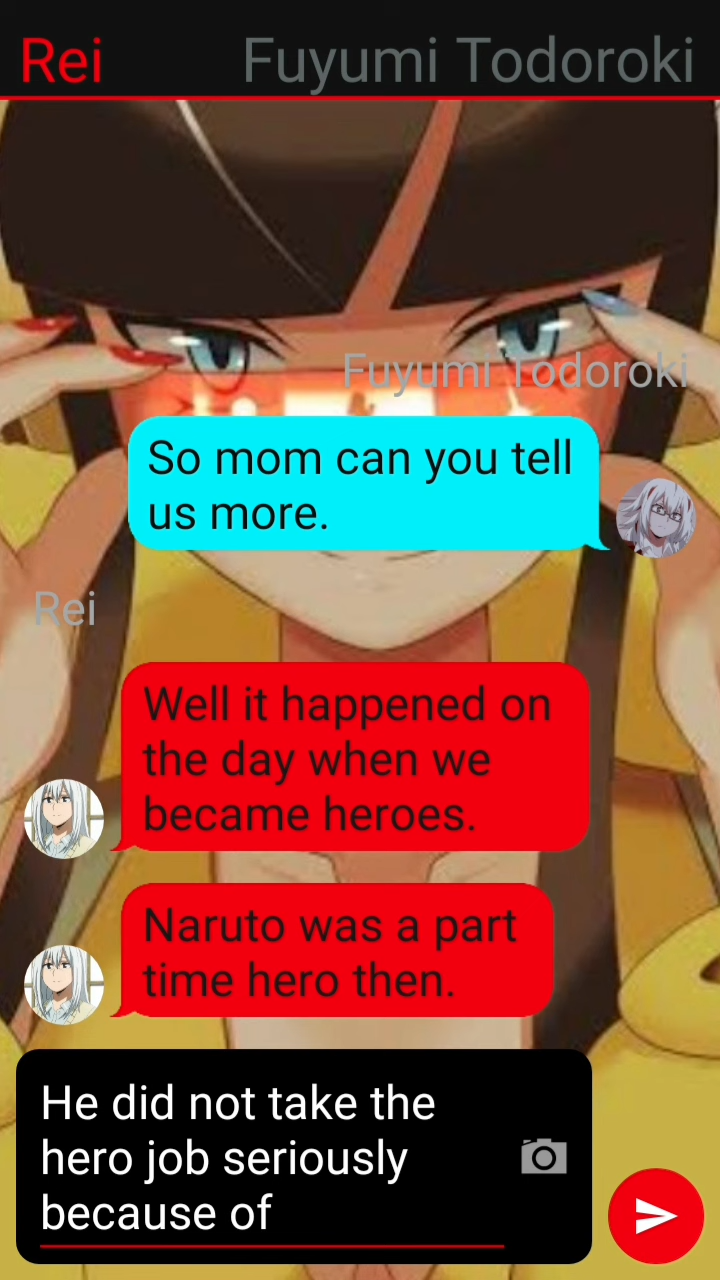 Rei Fuyumi Todoroki
Fuyumi Todoroki
So mom can you tell
us more.
Rei
Well it happened on
the day when we
became heroes.
Naruto was a part
time hero then.
He did not take the
hero job seriously
because of